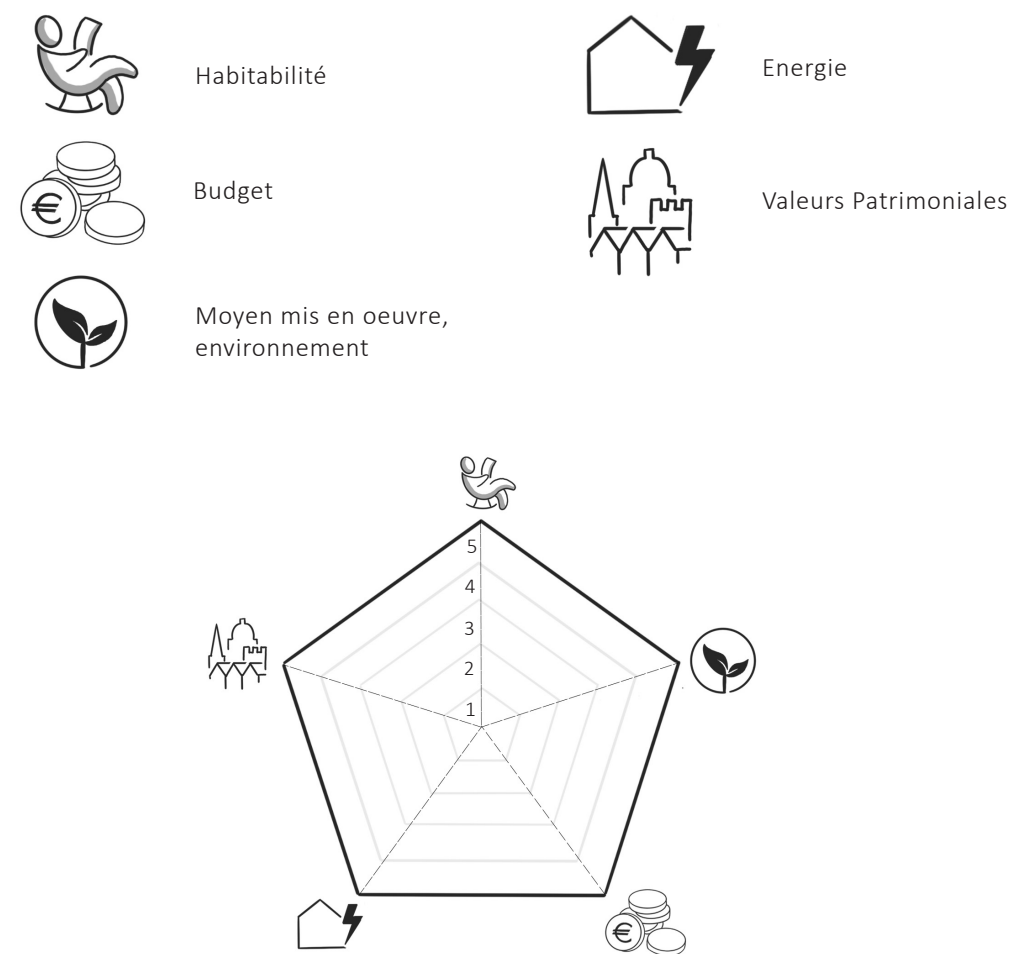 Habitabilité
Energie
Budget
Valeurs Patrimoniales
Moyen mis en oeuvre,
environnement
5
4
3
2
1
€
€